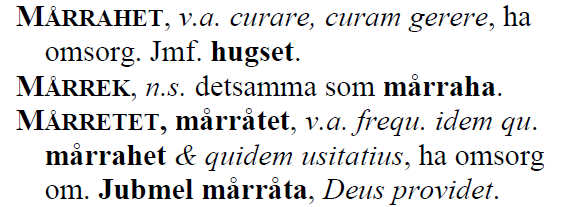 MÅRRAHET, v.a. curare, curam gerere, ha
omsorg. Jmf. hugset.
MÅRREK, n.s. detsamma som mårraha.
MÅRRETET, mårråtet, v.a. frequ. idem qu.
mårrahet & quidem usitatius, ha omsorg
om. Jubmel mårråta, Deus providet.